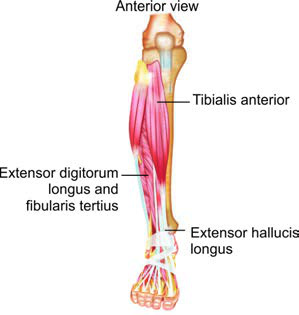 Anterior view
Tibialis anterior
Extensor digitorum
longus and
fibularis tertius
Extensor hallucis
longus